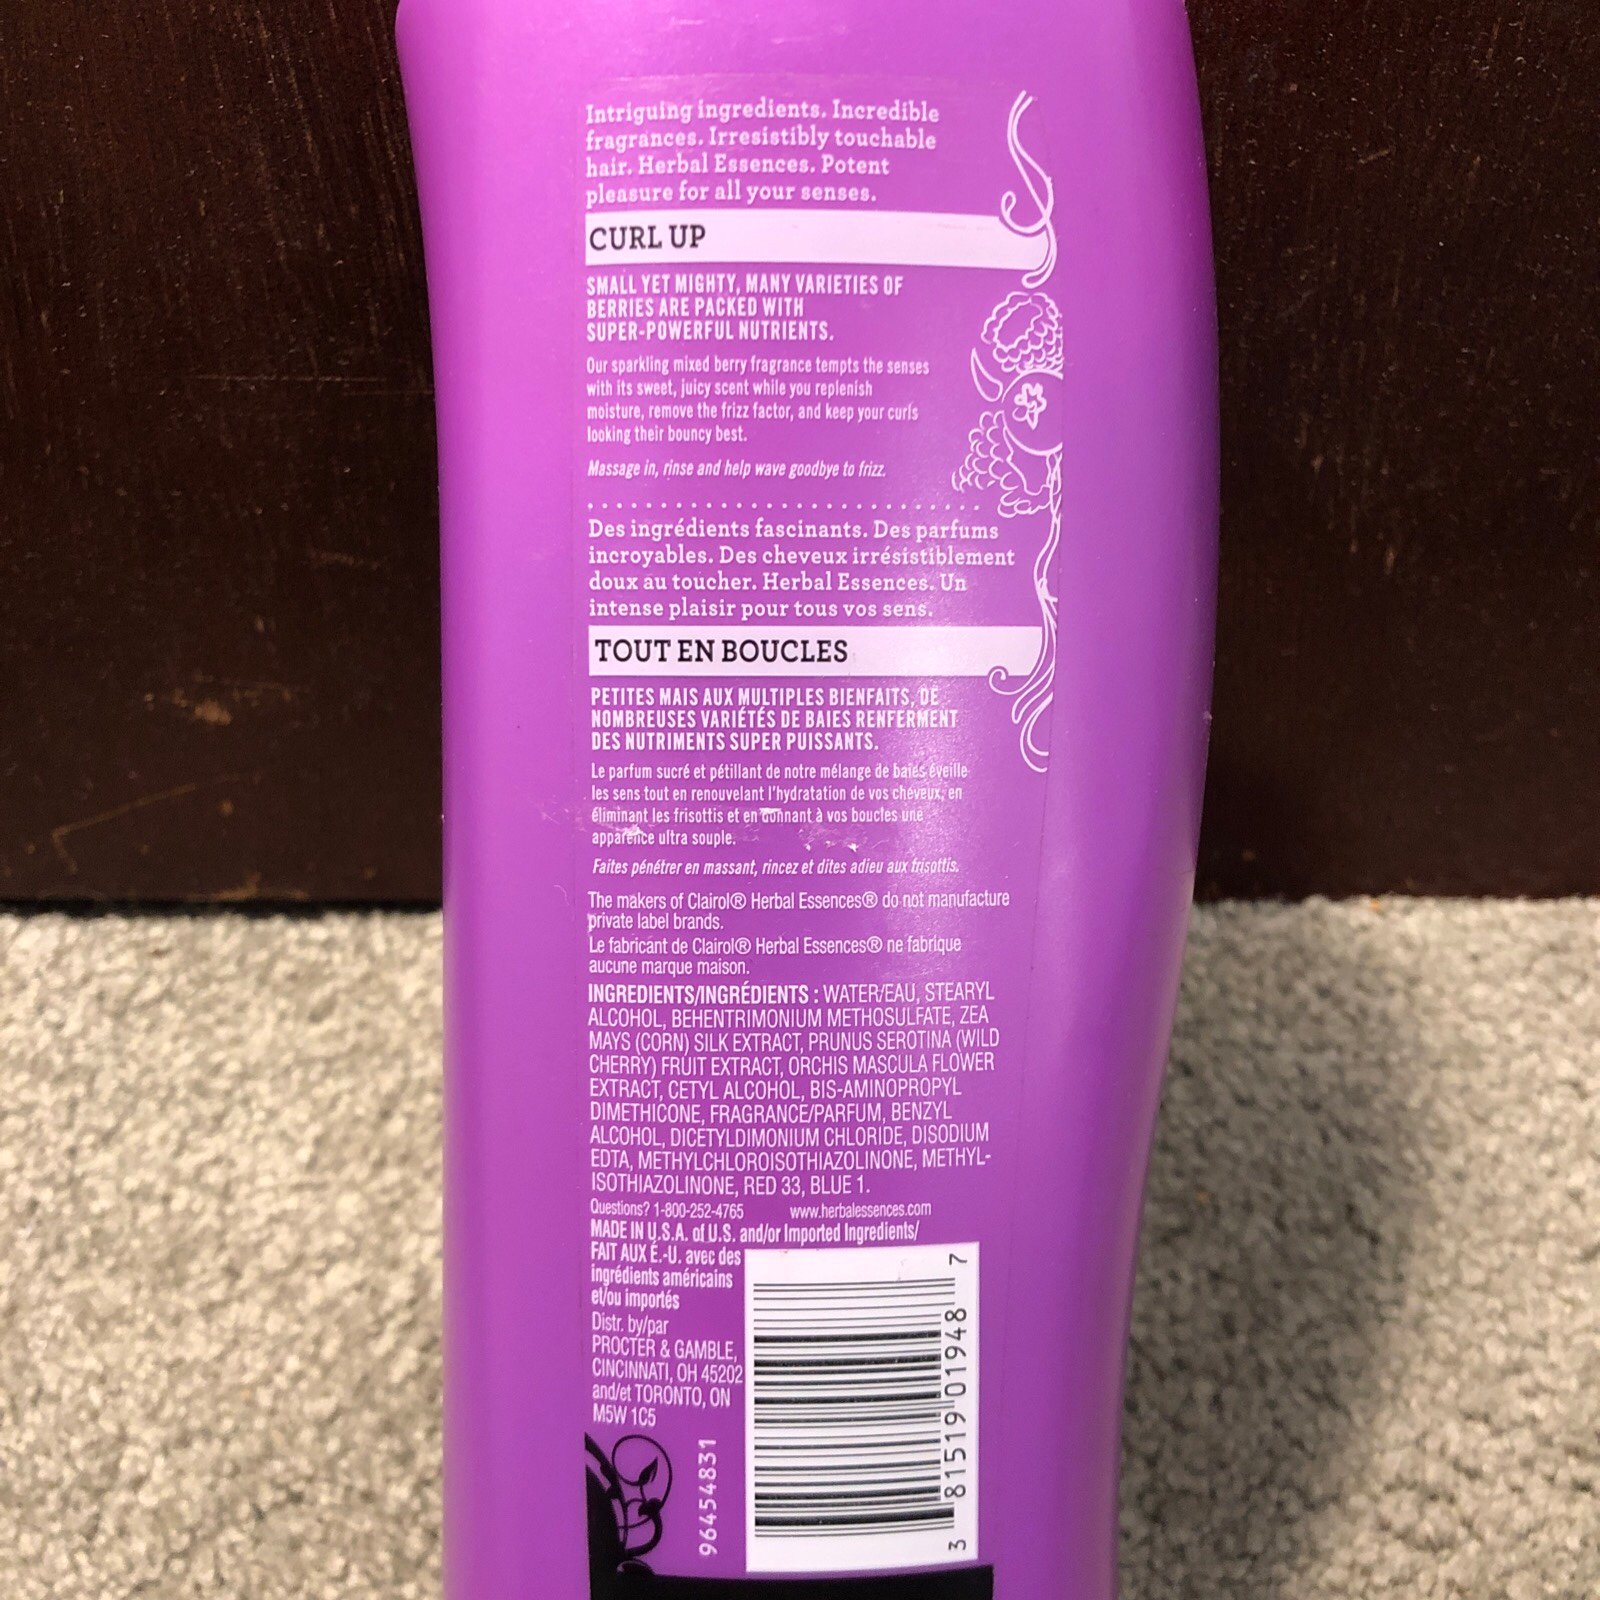 Intriguing ingredients. Incredible
fragrances. Irresistibly touchable
hair. Herbal Essences. Potent
pleasure for all your senses.
CURL UP
SMALL YET MIGHTY, MANY VARIETIES OF
BERRIES ARE PACKED WITH
SUPER-POWERFUL NUTRIENTS.
Our sparkling mixed berry fragrance tempts the senses
with its sweet, juicy scent while you replenish
moisture, remove the frizz factor, and keep your curls
looking their bouncy best.
Massage in, rinse and help wave goodbye to frizz.
Des ingrédients fascinants. Des parfums
incroyables. Des cheveux irrésistiblement
doux au toucher. Herbal Essences. Un
intense plaisir pour tous vos sens.
TOUT EN BOUCLES
PETITES MAIS AUX MULTIPLES BIENFAITS, DE
NOMBREUSES VARIÉTÉS DE BAIES RENFERMENT
DES NUTRIMENTS SUPER PUISSANTS.
Le parfum sucré et pétillant de notre mélange de baies éveille
les sens tout en renouvelant l'hydratation de vos cheveux, en
éliminant les frisottis et en donnant à vos boucles une
apparence ultra souple.
Faites pénétrer en massant, rincez et dites adieu aux frisottis.
The makers of Clairol® Herbal Essences® do not manufacture
private label brands.
Le fabricant de Clairol® Herbal Essences® ne fabrique
aucune marque maison.
INGREDIENTS/INGRÉDIENTS : WATER/EAU, STEARYL
ALCOHOL, BEHENTRIMONIUM METHOSULFATE, ZEA
MAYS (CORN) SILK EXTRACT, PRUNUS SEROTINA (WILD
CHERRY) FRUIT EXTRACT, ORCHIS MASCULA FLOWER
EXTRACT, CETYL ALCOHOL, BIS-AMINOPROPYL
DIMETHICONE, FRAGRANCE/PARFUM, BENZYL
ALCOHOL, DICETYLDIMONIUM CHLORIDE, DISODIUM
EDTA, METHYLCHLOROISOTHIAZOLINONE, METHYL-
ISOTHIAZOLINONE, RED 33, BLUE 1.
Questions? 1-800-252-4765 www.herbalessences.com
MADE IN U.S.A. of U.S. and/or Imported Ingredients/
FAIT AUX É.-U. avec des
ingrédients américains
et/ou importés
Distr. by/par
PROCTER & GAMBLE,
CINCINNATI, OH 45202
and/et TORONTO, ON
M5W 1C5
96454831
3 81519 01948 7